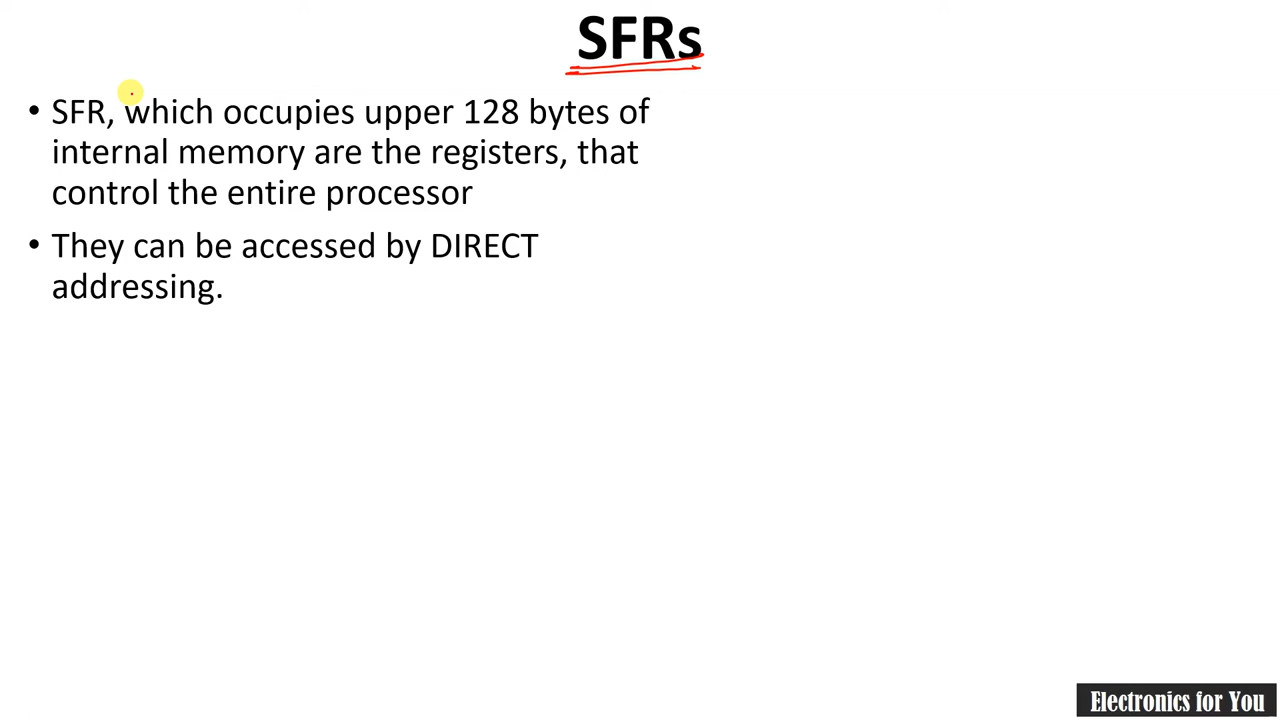 SFRs
• SFR, which occupies upper 128 bytes of
internal memory are the registers, that
control the entire processor
• They can be accessed by DIRECT
addressing.
Electronics for You